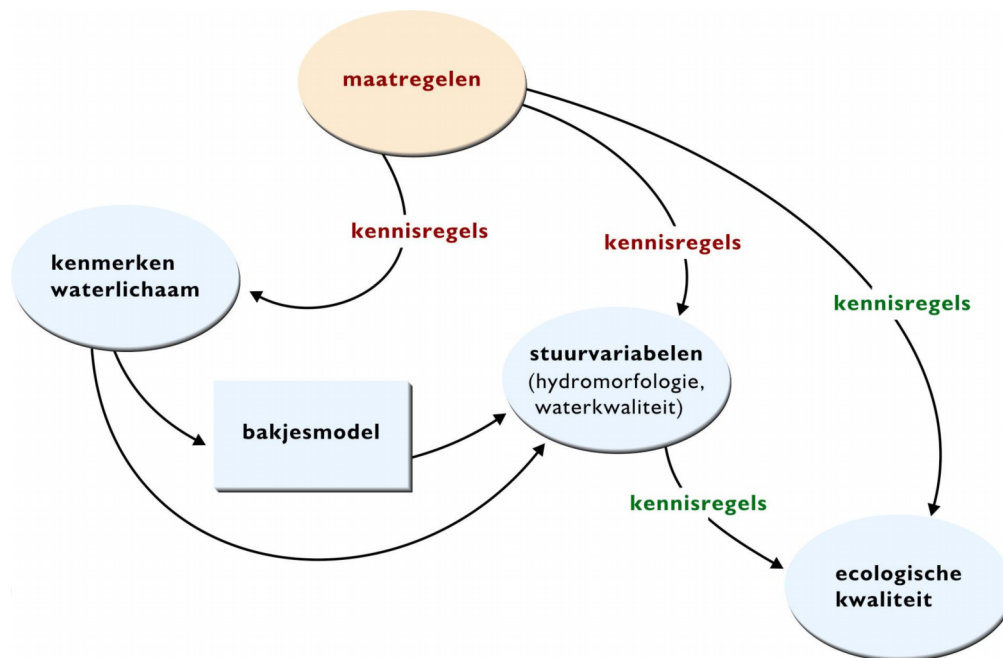 maatregelen
kennisregels
kennisregels
kenmerken
waterlichaam
kennisregels
stuurvariabelen
(hydromorfologie,
waterkwaliteit)
bakjesmodel
kennisregels
ecologische
kwaliteit